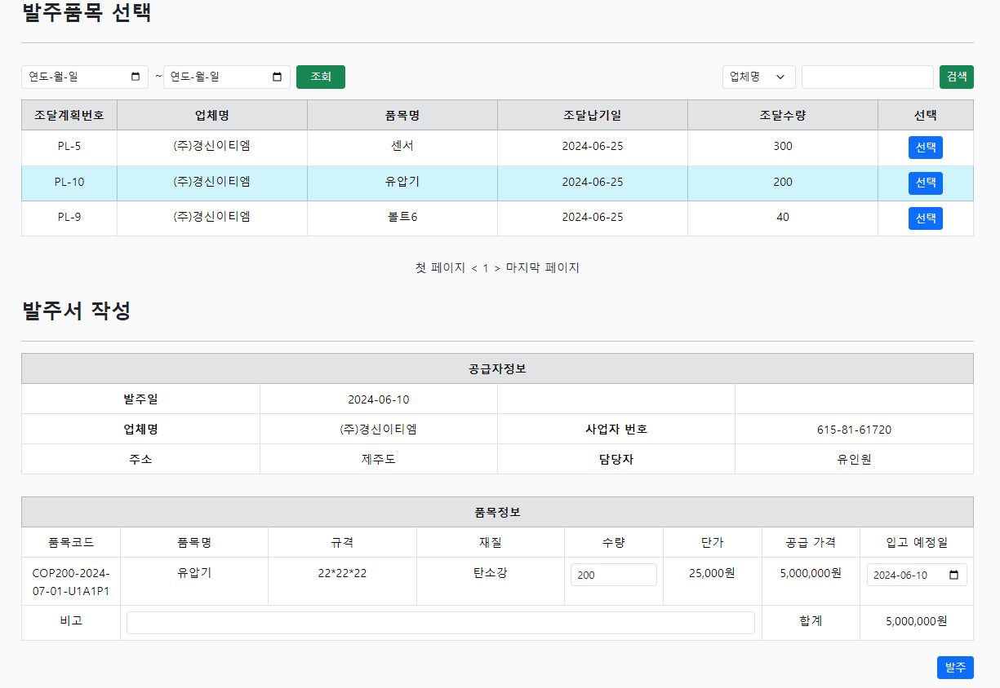 발주품목 선택
연도-월-일 ~ 연도-월-일 조회 업체명 검색
조달계획번호 업체명 품목명 조달납기일 조달수량 선택
PL-5 (주)경신이티엠 센서 2024-06-25 300 선택
PL-10 (주)경신이티엠 유압기 2024-06-25 200 선택
PL-9 (주)경신이티엠 볼트6 2024-06-25 40 선택
첫 페이지 < 1 > 마지막 페이지
발주서 작성
공급자정보
발주일 2024-06-10
업체명 (주)경신이티엠 사업자 번호 615-81-61720
주소 제주도 담당자 유인원
품목정보
품목코드 품목명 규격 재질 수량 단가 공급 가격 입고 예정일
COP200-2024-07-01-U1A1P1 유압기 22*22*22 탄소강 200 25,000원 5,000,000원 2024-06-10
비고 합계 5,000,000원
발주